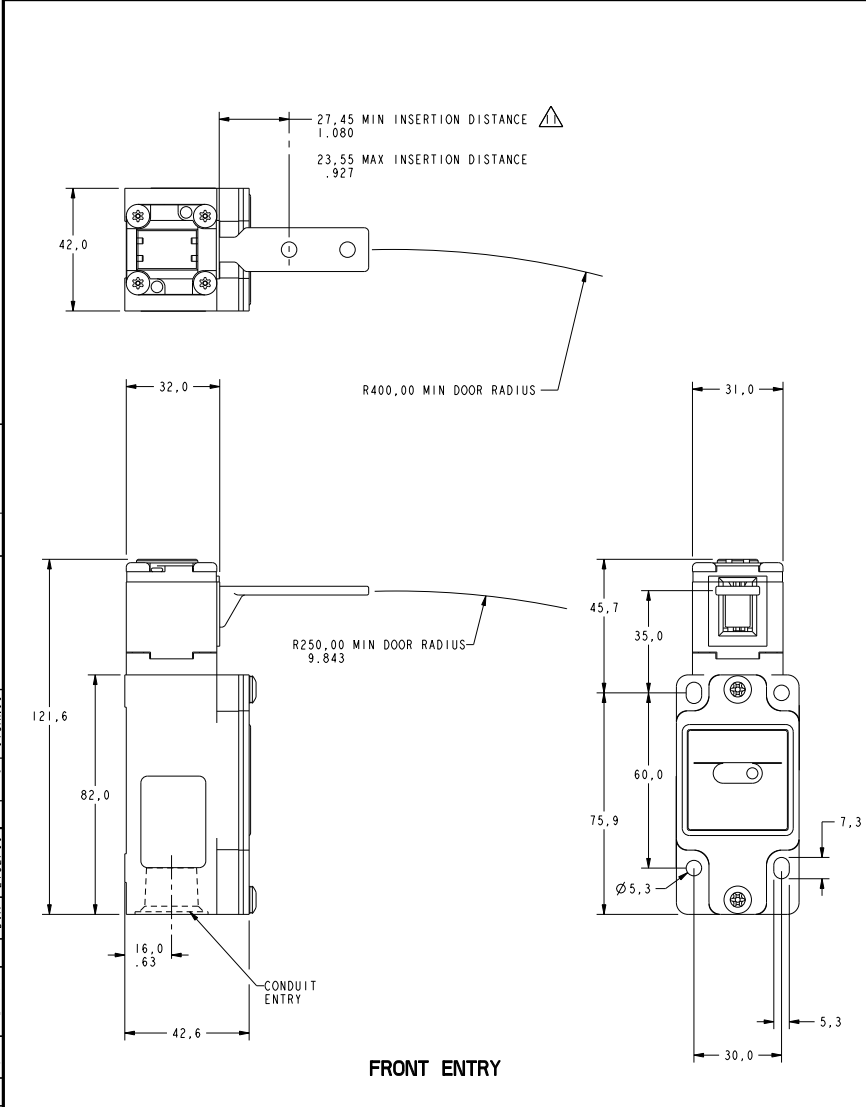 27,45 MIN INSERTION DISTANCE 11
1.080
23,55 MAX INSERTION DISTANCE
.927
42,0
R400,00 MIN DOOR RADIUS
32,0
31,0
45,7
35,0
R250,00 MIN DOOR RADIUS
9.843
121,6
82,0
60,0
75,9
7,3
Ø5,3
16,0
.63
CONDUIT
ENTRY
5,3
42,6
30,0
FRONT ENTRY